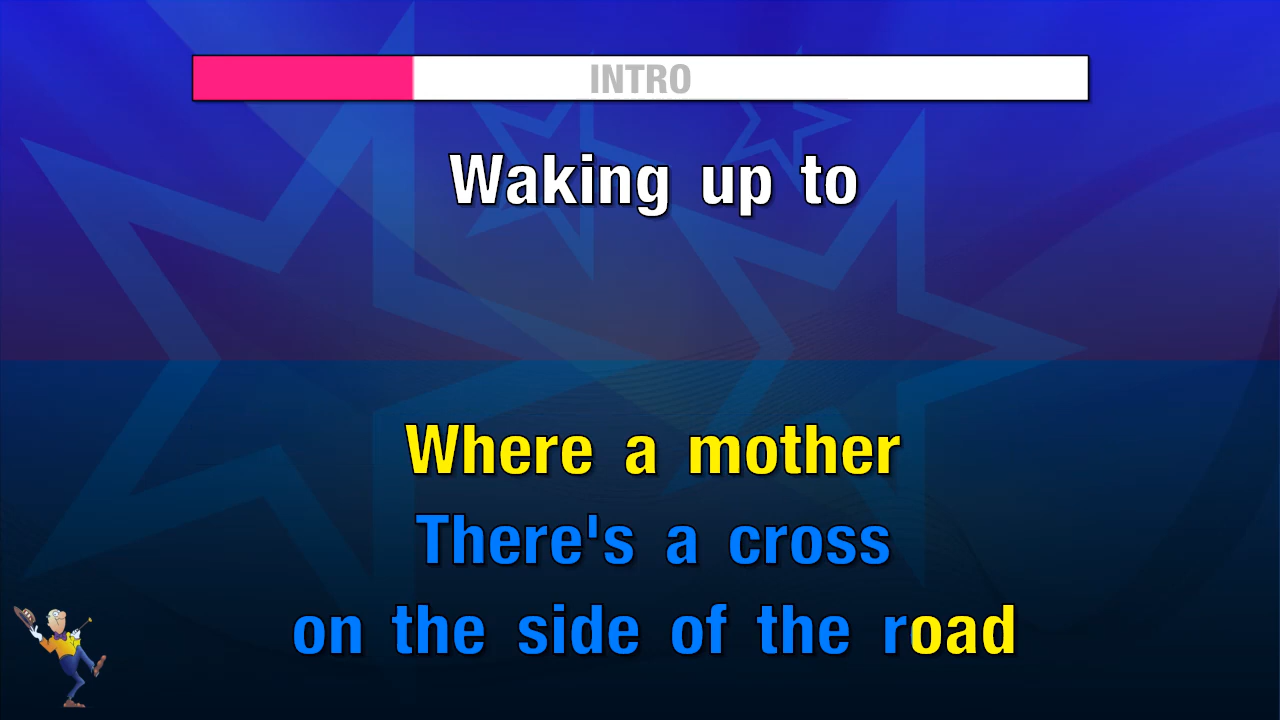 INTRO
Waking up to
Where a mother
There's a cross
on the side of the road